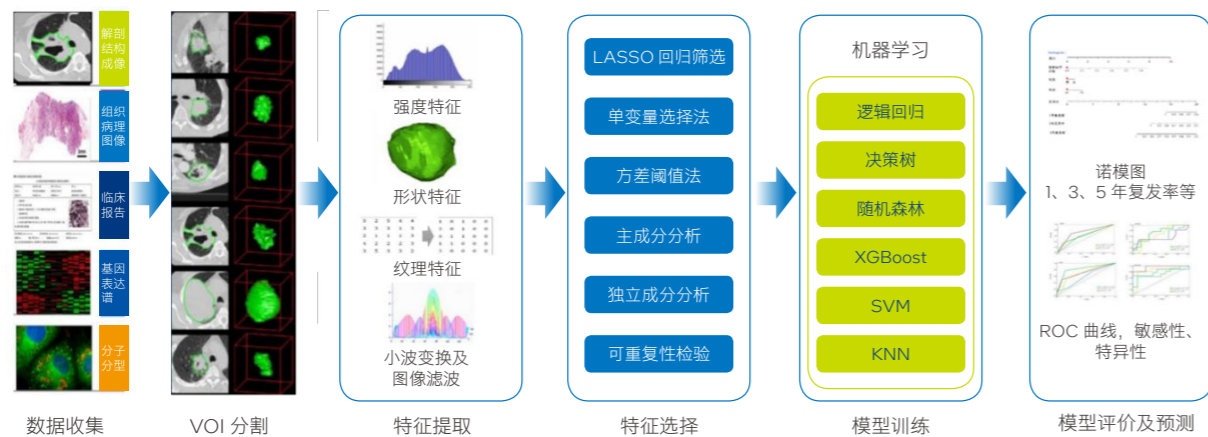 解剖
结构
成像
组织
病理
图像
临床
报告
基因
表达
谱
分子
分型
数据收集
VOI 分割
强度特征
形状特征
纹理特征
小波变换及
图像滤波
特征提取
LASSO 回归筛选
单变量选择法
方差阈值法
主成分分析
独立成分分析
可重复性检验
特征选择
机器学习
逻辑回归
决策树
随机森林
XGBoost
SVM
KNN
模型训练
诺模图
1、3、5 年复发率等
ROC 曲线，敏感性、
特异性
模型评价及预测